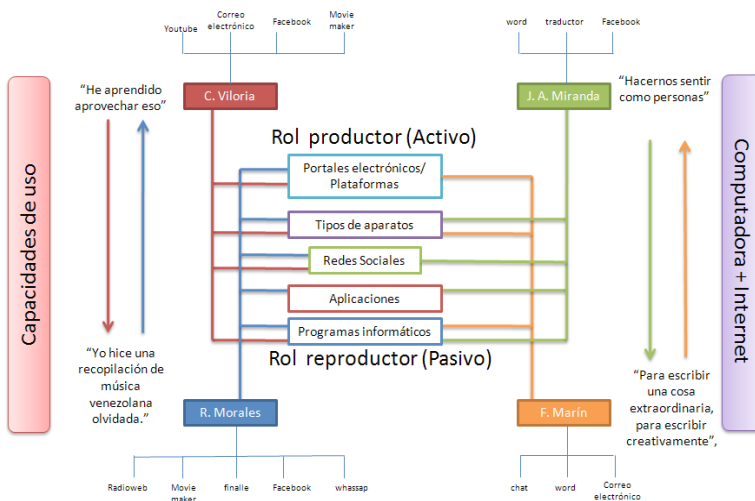 Youtube
Correo
electrónico
Facebook
Movie
maker
word
traductor
Facebook
C. Viloria
J. A. Miranda
"He aprendido
aprovechar eso"
"Hacernos sentir
como personas"
Rol productor (Activo)
Portales electrónicos/
Plataformas
Tipos de aparatos
Redes Sociales
Aplicaciones
Programas informáticos
Rol reproductor (Pasivo)
Capacidades de uso
Computadora + Internet
"Yo hice una
recopilación de
música
venezolana
olvidada."
"Para escribir
una cosa
extraordinaria,
para escribir
creativamente",
R. Morales
F. Marín
Radioweb
Movie
maker
finalle
Facebook
whassap
chat
word
Correo
electrónico